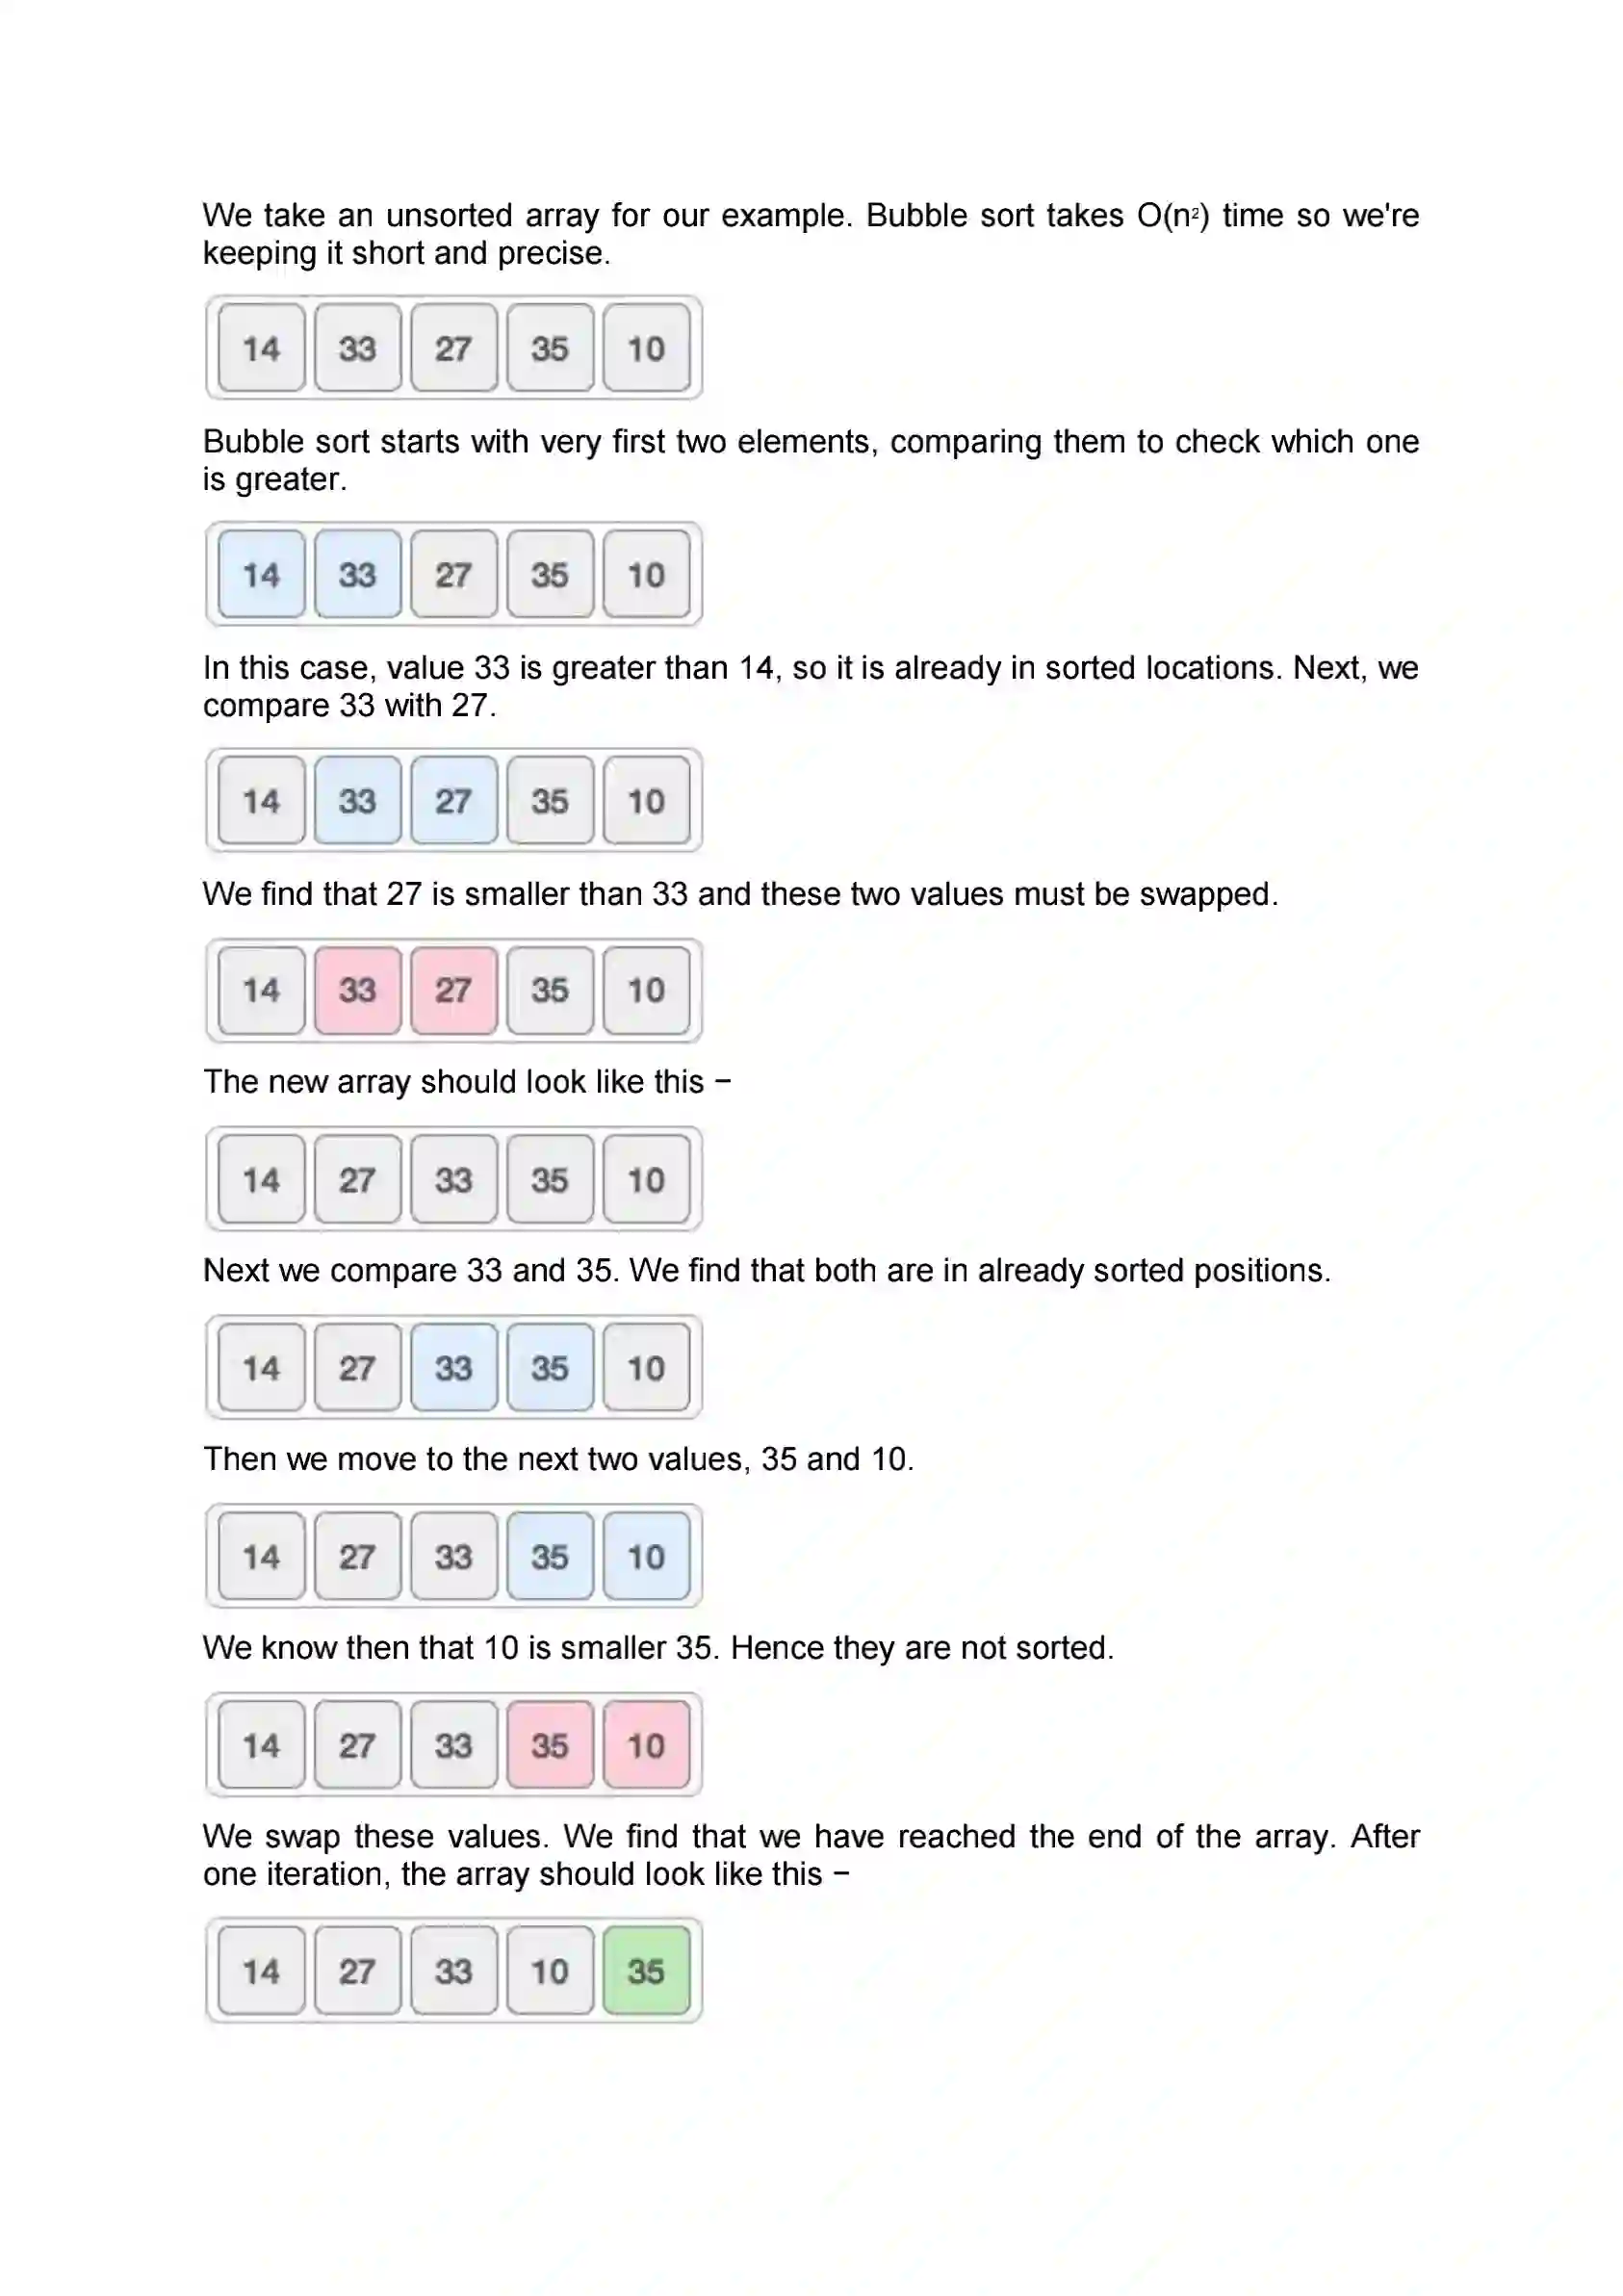 We take an unsorted array for our example. Bubble sort takes O(n²) time so we're
keeping it short and precise.
14 33 27 35 10
Bubble sort starts with very first two elements, comparing them to check which one
is greater.
14 33 27 35 10
In this case, value 33 is greater than 14, so it is already in sorted locations. Next, we
compare 33 with 27.
14 33 27 35 10
We find that 27 is smaller than 33 and these two values must be swapped.
14 33 27 35 10
The new array should look like this −
14 27 33 35 10
Next we compare 33 and 35. We find that both are in already sorted positions.
14 27 33 35 10
Then we move to the next two values, 35 and 10.
14 27 33 35 10
We know then that 10 is smaller 35. Hence they are not sorted.
14 27 33 35 10
We swap these values. We find that we have reached the end of the array. After
one iteration, the array should look like this −
14 27 33 10 35